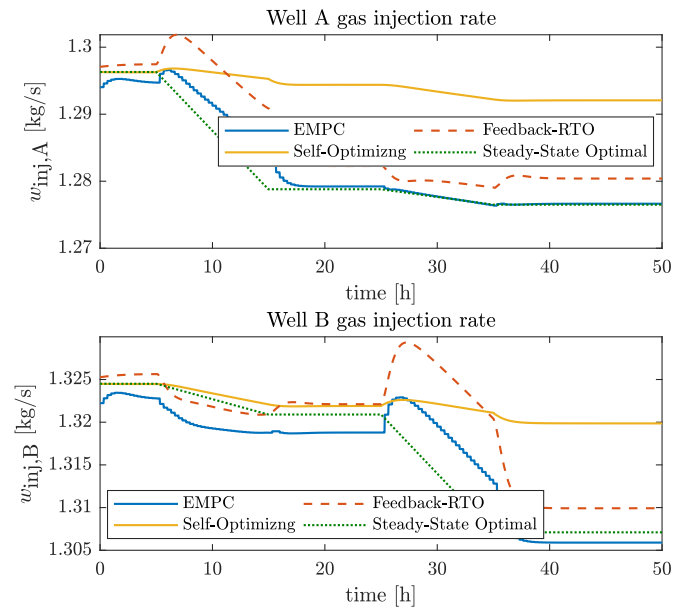 Well A gas injection rate
1.3
1.29
1.28
1.27
w_inj,A [kg/s]
EMPC
Feedback-RTO
Self-Optimizng
Steady-State Optimal
0 10 20 30 40 50
time [h]
Well B gas injection rate
1.325
1.32
1.315
1.31
1.305
w_inj,B [kg/s]
EMPC
Feedback-RTO
Self-Optimizng
Steady-State Optimal
0 10 20 30 40 50
time [h]